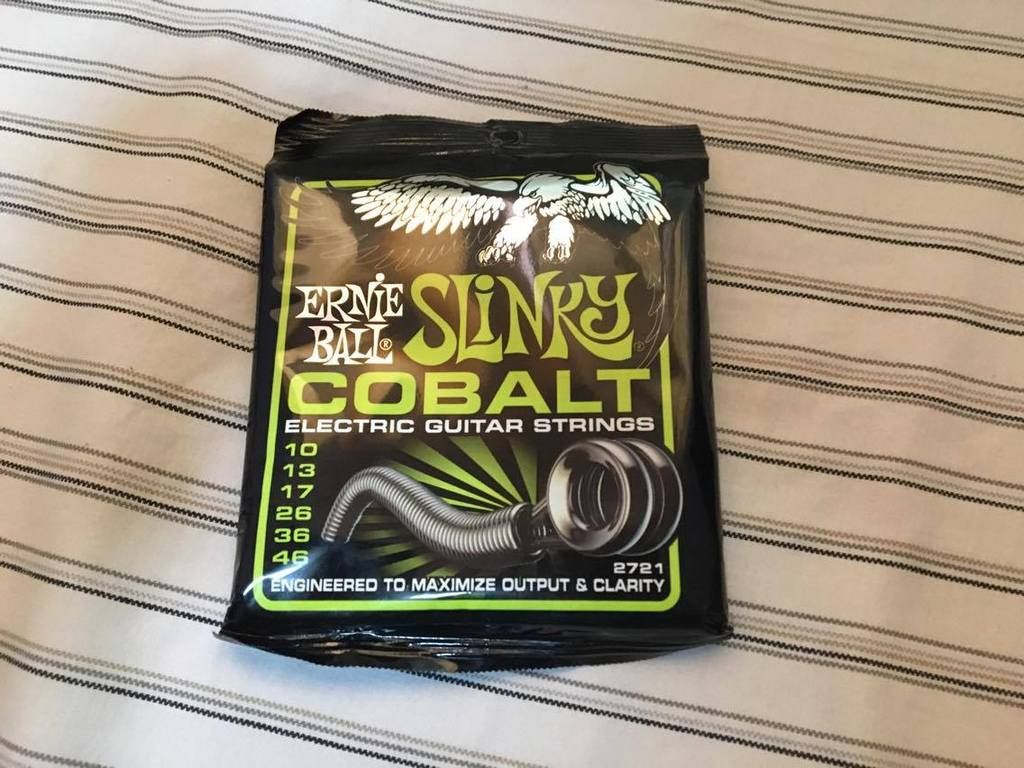 ERNIE BALL® SLINKY®
COBALT
ELECTRIC GUITAR STRINGS
10
13
17
26
36
46
2721
ENGINEERED TO MAXIMIZE OUTPUT & CLARITY